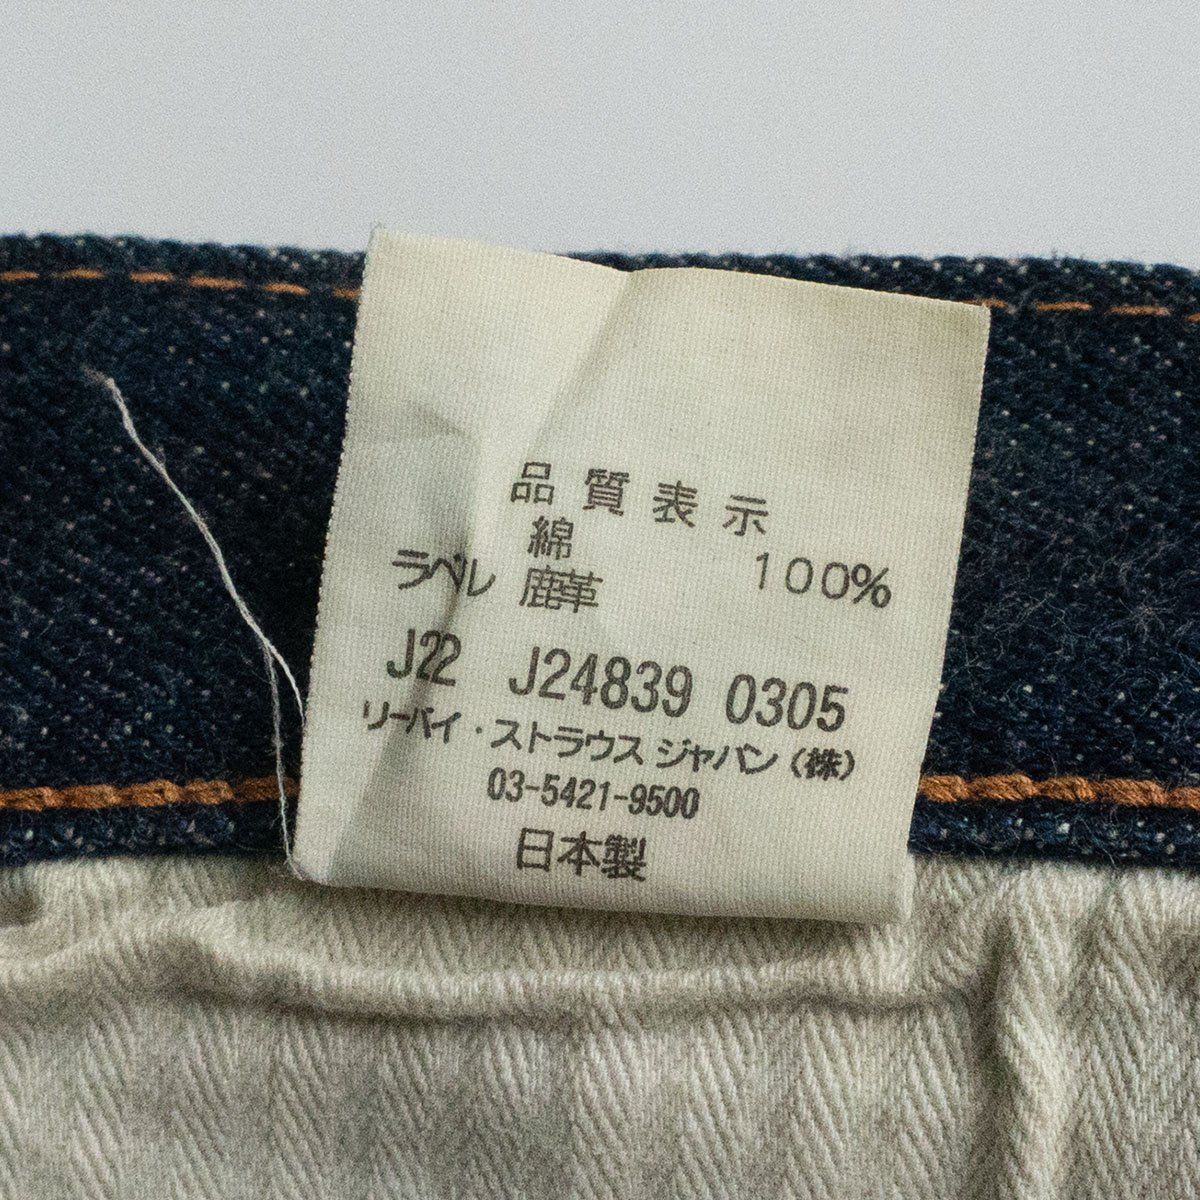 品質表示
綿 100%
ラベル 鹿革
J22 J24839 0305
リーバイ・ストラウス ジャパン(株)
03-5421-9500
日本製